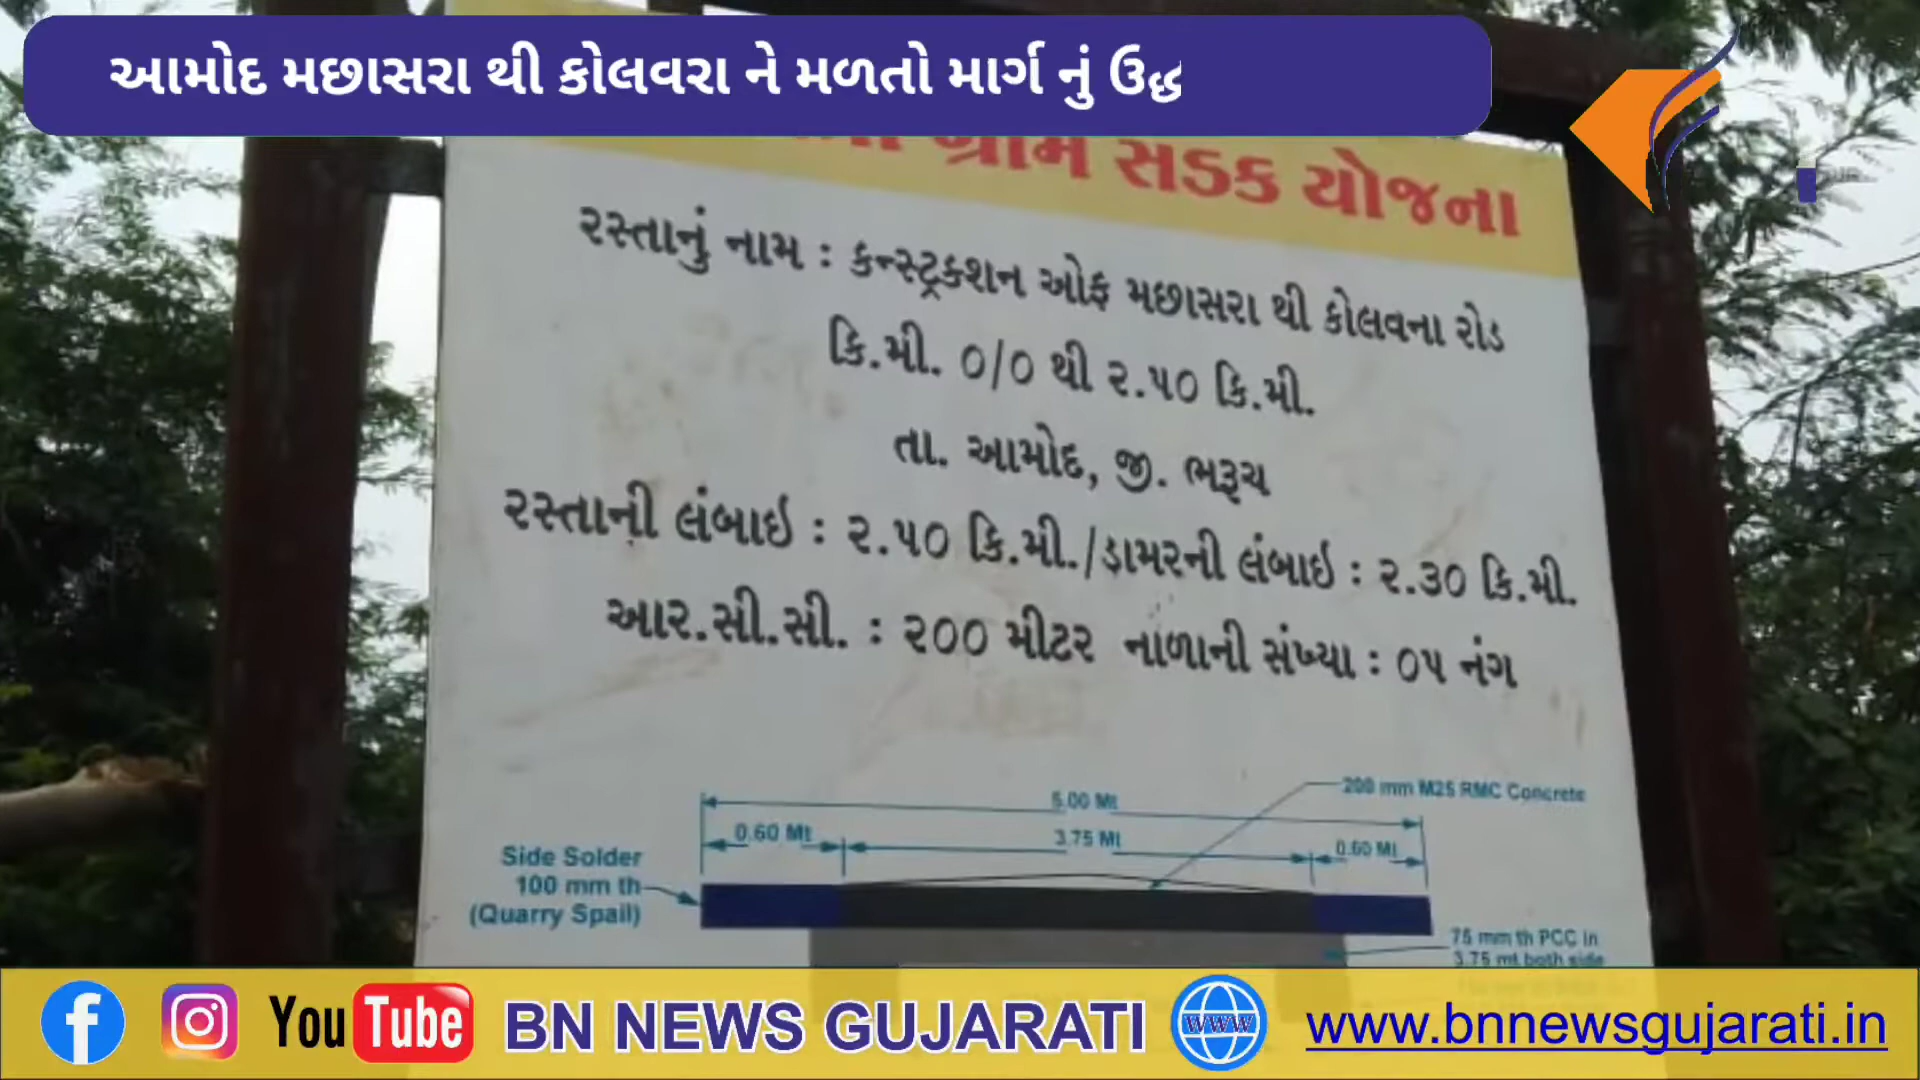 આમોદ મછાસરા થી કોલવરા ને મળતો માર્ગ નું ઉદ્ધ
ગ્રામ સડક યોજના
રસ્તાનું નામ : કન્સ્ટ્રકશન ઓફ મછાસરા થી કોલવના રોડ
કિ.મી. ૦/૦ થી ૨.૫૦ કિ.મી.
તા. આમોદ, જી. ભરૂચ
રસ્તાની લંબાઇ : ૨.૫૦ કિ.મી./ડામરની લંબાઇ : ૨.૩૦ કિ.મી.
આર.સી.સી. : ૨૦૦ મીટર નાળાની સંખ્યા : ૦૫ નંગ
200 mm M25 RMC Concrete
5.00 Mt
0.60 Mt 3.75 Mt 0.60 Mt
Side Solder
100 mm th
(Quarry Spail)
75 mm th PCC in
3.75 mt both side
You Tube BN NEWS GUJARATI www www.bnnewsgujarati.in